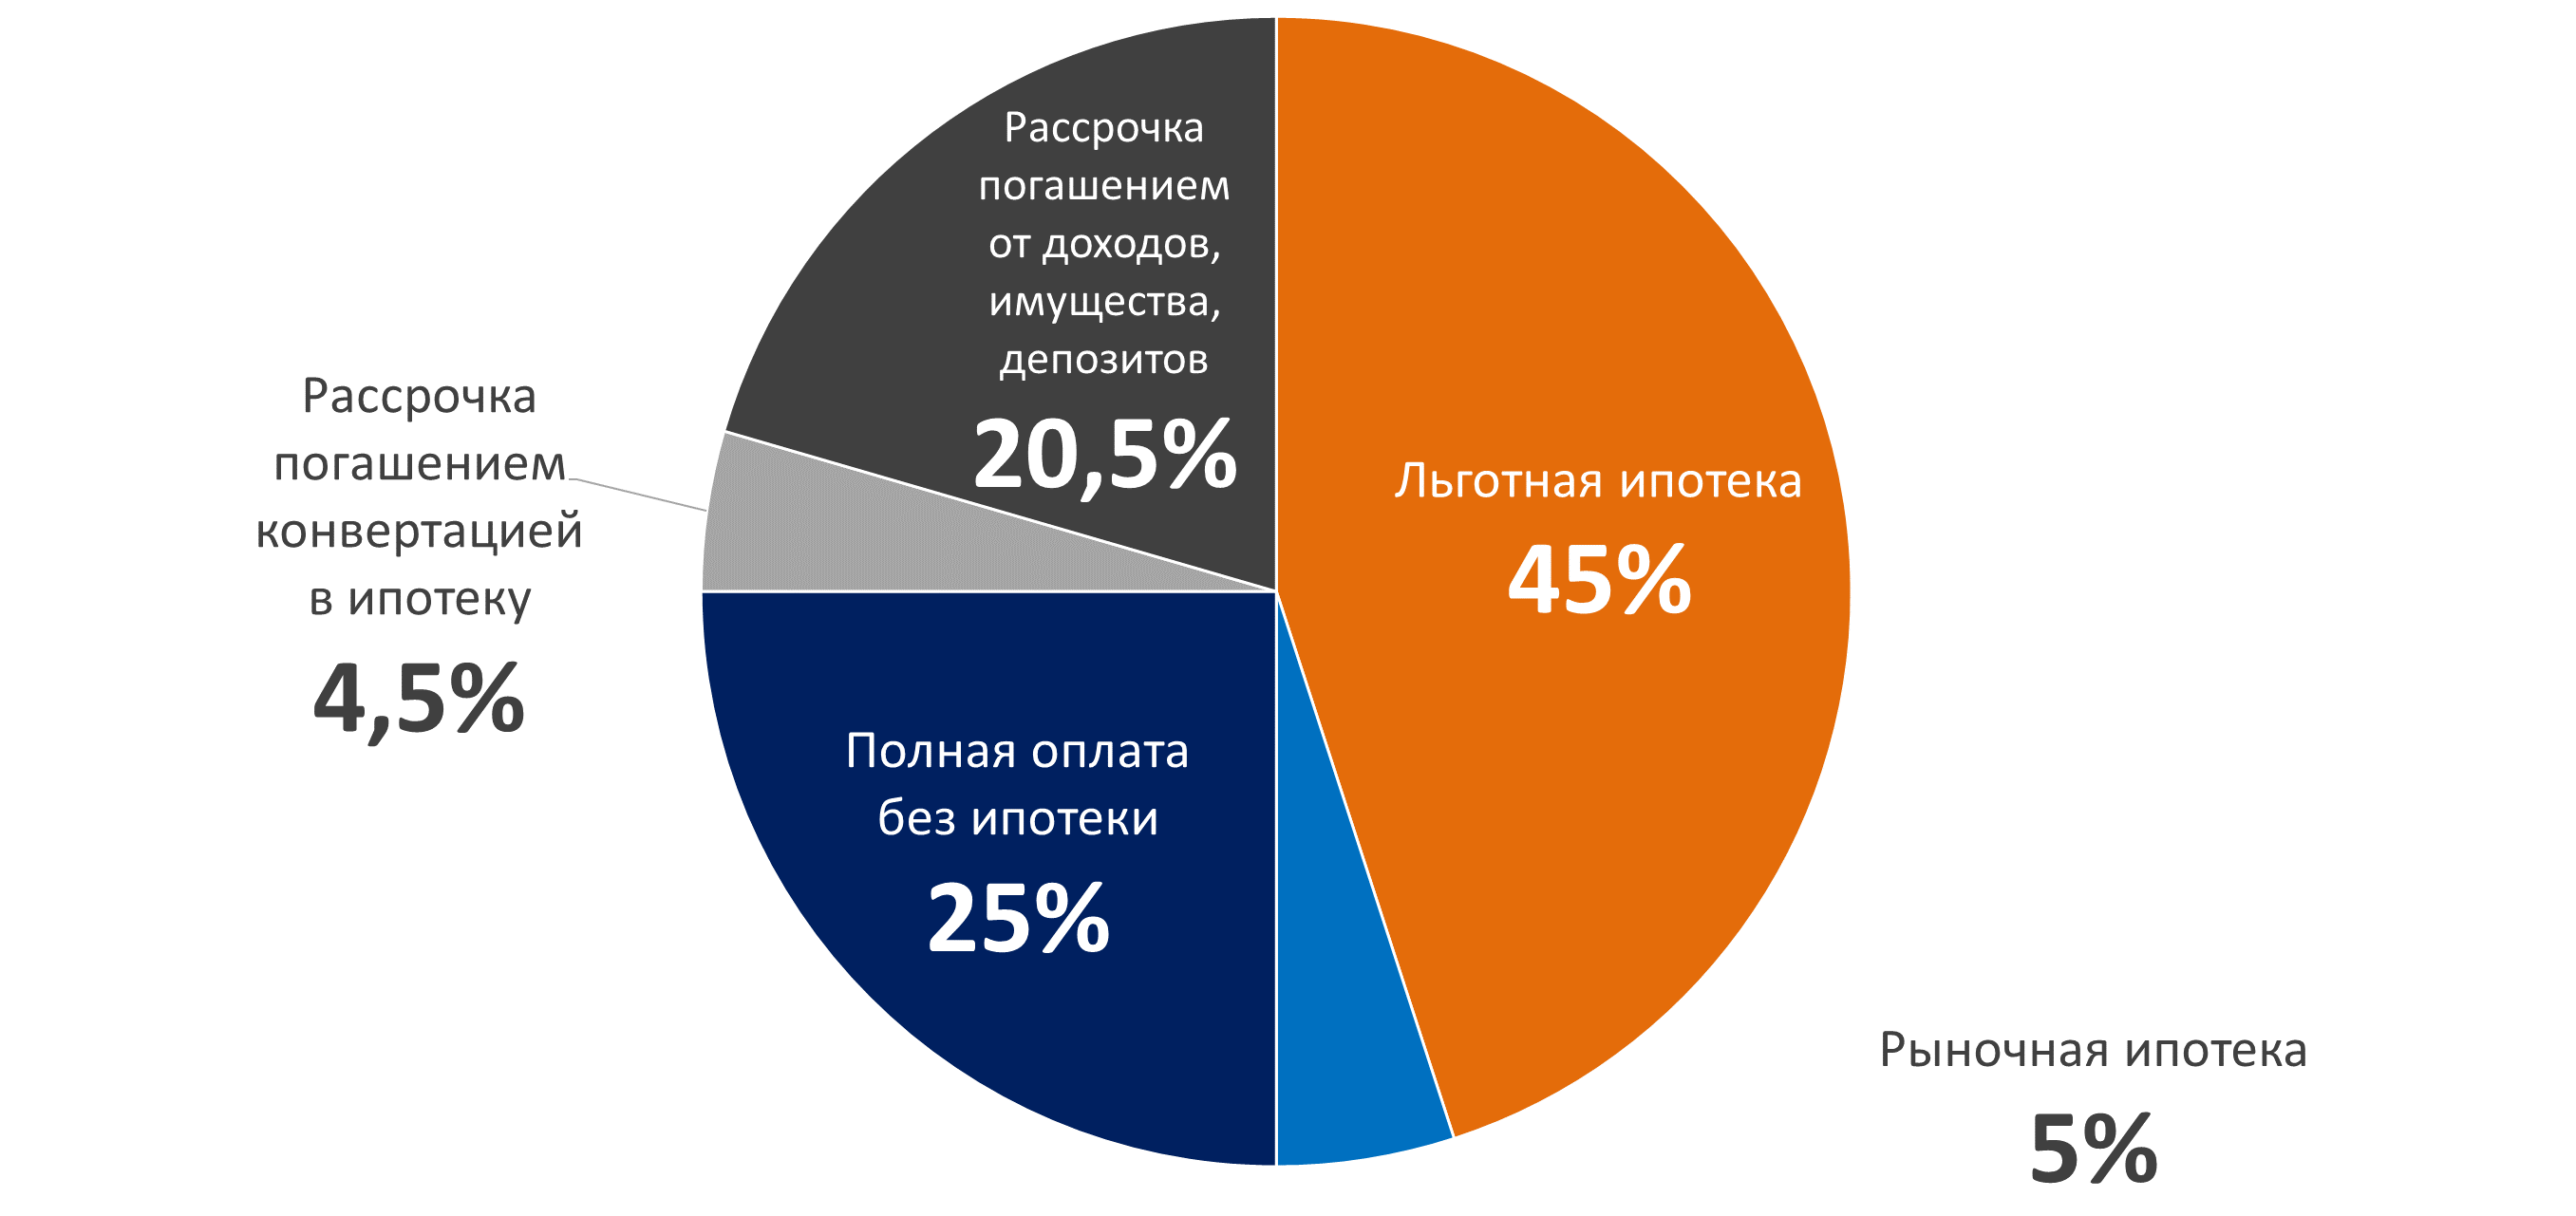 Рассрочка
погашением
от доходов,
имущества,
депозитов
20,5%
Льготная ипотека
45%
Рассрочка
погашением
конвертацией
в ипотеку
4,5%
Полная оплата
без ипотеки
25%
Рыночная ипотека
5%